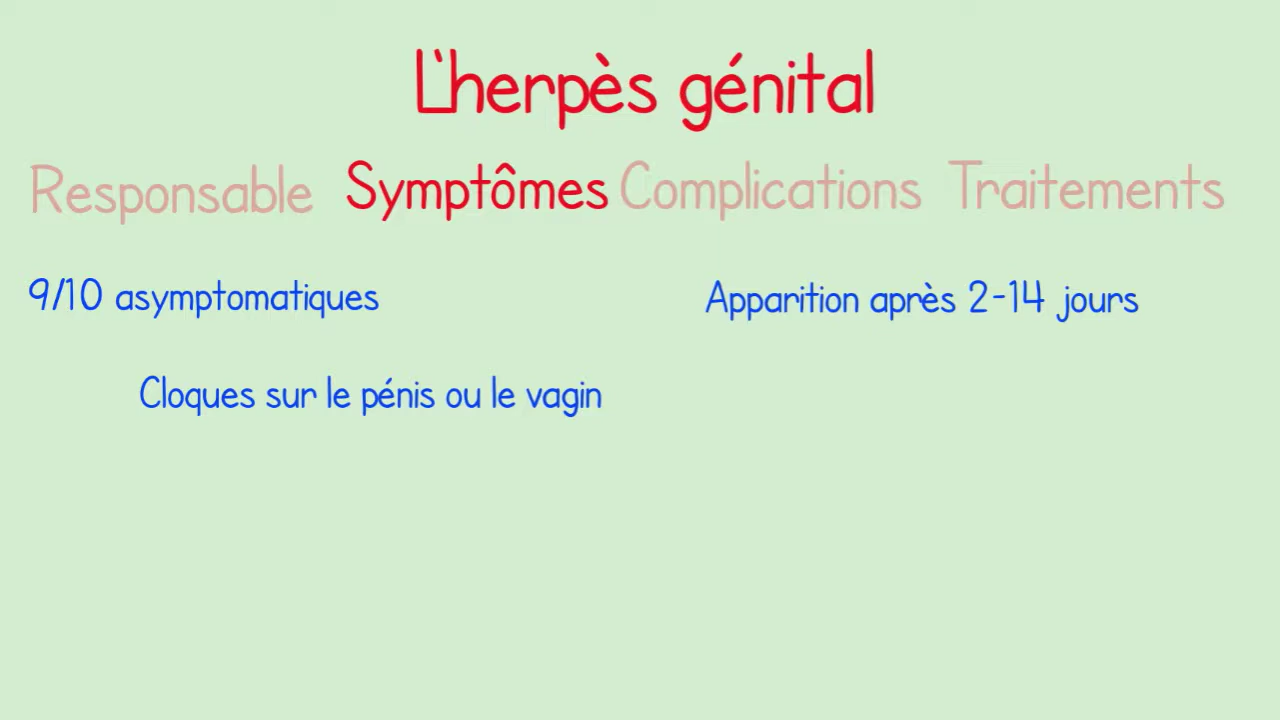 L'herpès génital
Responsable Symptômes Complications Traitements
9/10 asymptomatiques Apparition après 2-14 jours
Cloques sur le pénis ou le vagin